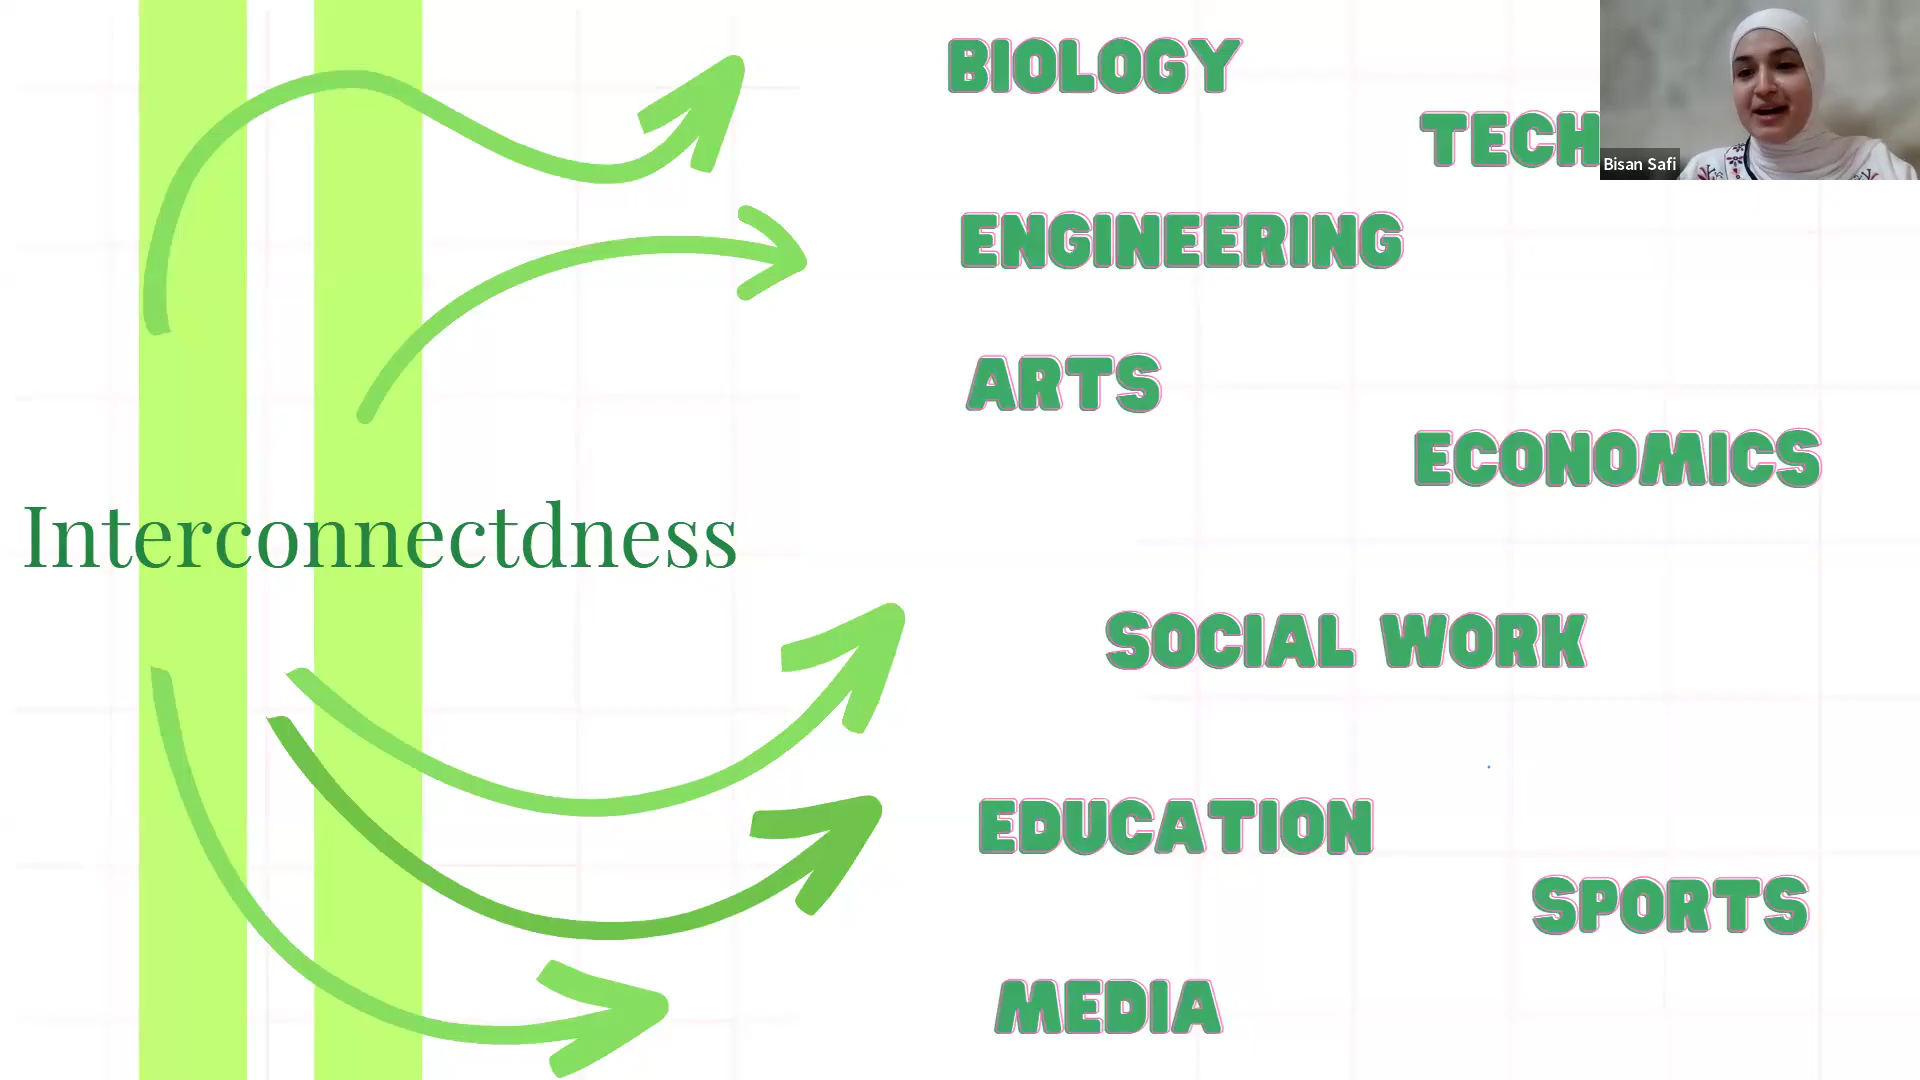 BIOLOGY
TECH
Bisan Safi
ENGINEERING
ARTS
ECONOMICS
Interconnectdness
SOCIAL WORK
EDUCATION
SPORTS
MEDIA